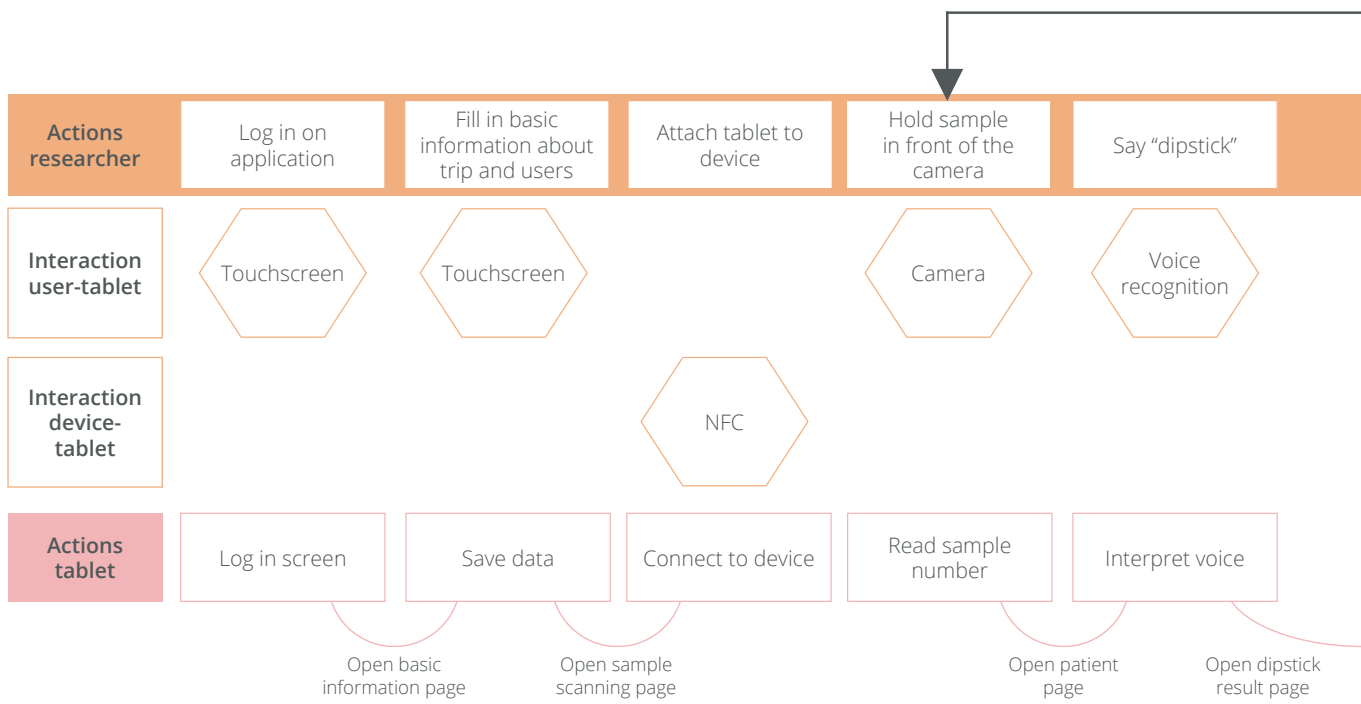 Actions
researcher
Log in on
application
Fill in basic
information about
trip and users
Attach tablet to
device
Hold sample
in front of the
camera
Say “dipstick”
Interaction
user-tablet
Touchscreen
Touchscreen
Camera
Voice
recognition
Interaction
device-
tablet
NFC
Actions
tablet
Log in screen
Save data
Connect to device
Read sample
number
Interpret voice
Open basic
information page
Open sample
scanning page
Open patient
page
Open dipstick
result page